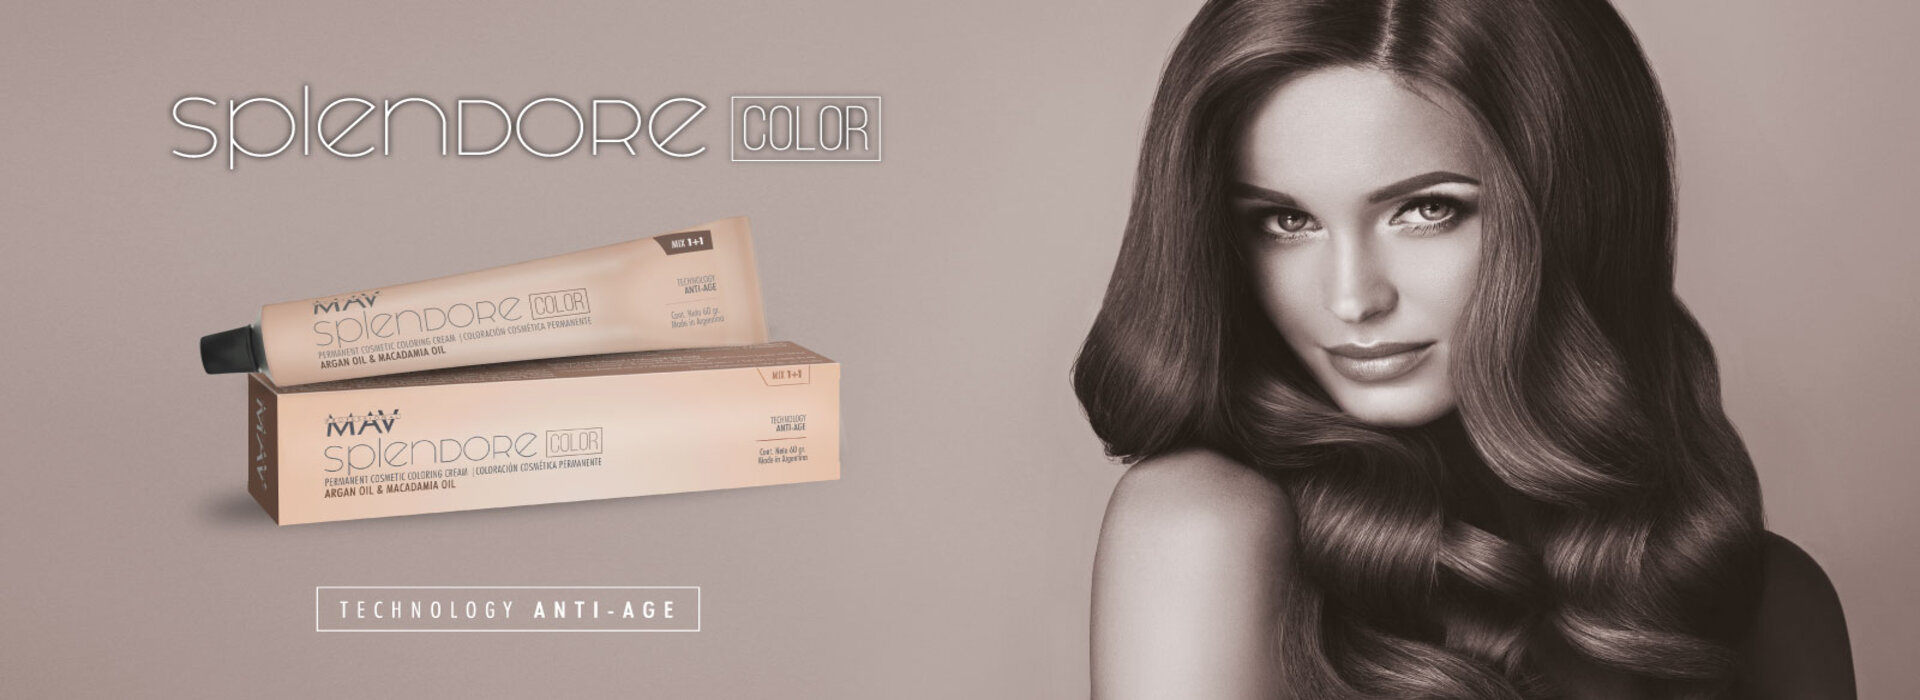 splenDORe COLOR
MIX 1+1
TECHNOLOGY
ANTI-AGE
Cont. Neto 60 gr.
Made in Argentina
MAV
splenDORe COLOR
PERMANENT COSMETIC COLORING CREAM | COLORACIÓN COSMÉTICA PERMANENTE
ARGAN OIL & MACADAMIA OIL
MIX 1+1
MAV
MAV
splenDORe COLOR
PERMANENT COSMETIC COLORING CREAM | COLORACIÓN COSMÉTICA PERMANENTE
ARGAN OIL & MACADAMIA OIL
TECHNOLOGY
ANTI-AGE
Cont. Neto 60 gr.
Made in Argentina
TECHNOLOGY ANTI-AGE